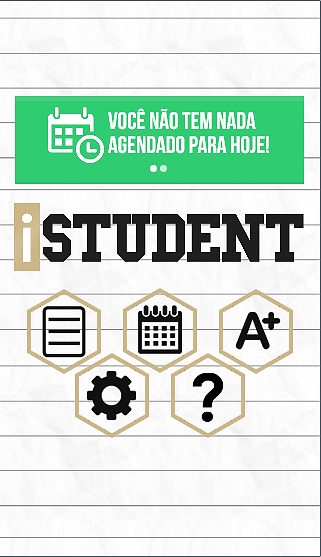 VOCÊ NÃO TEM NADA
AGENDADO PARA HOJE!
iSTUDENT
A+
?